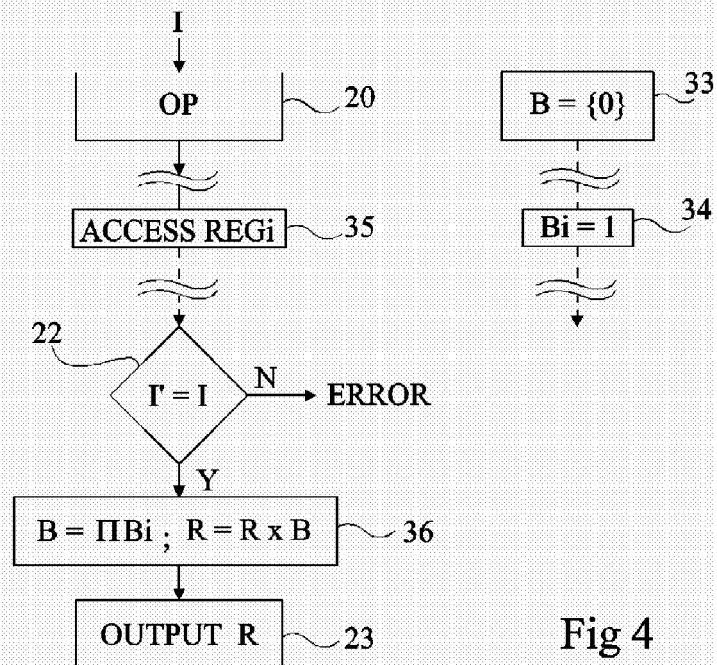 I
OP
20
B = {0}
33
ACCESS REGi
35
Bi = 1
34
22
I' = I
N
ERROR
Y
B = ΠBi ; R = R x B
36
OUTPUT R
23
Fig 4